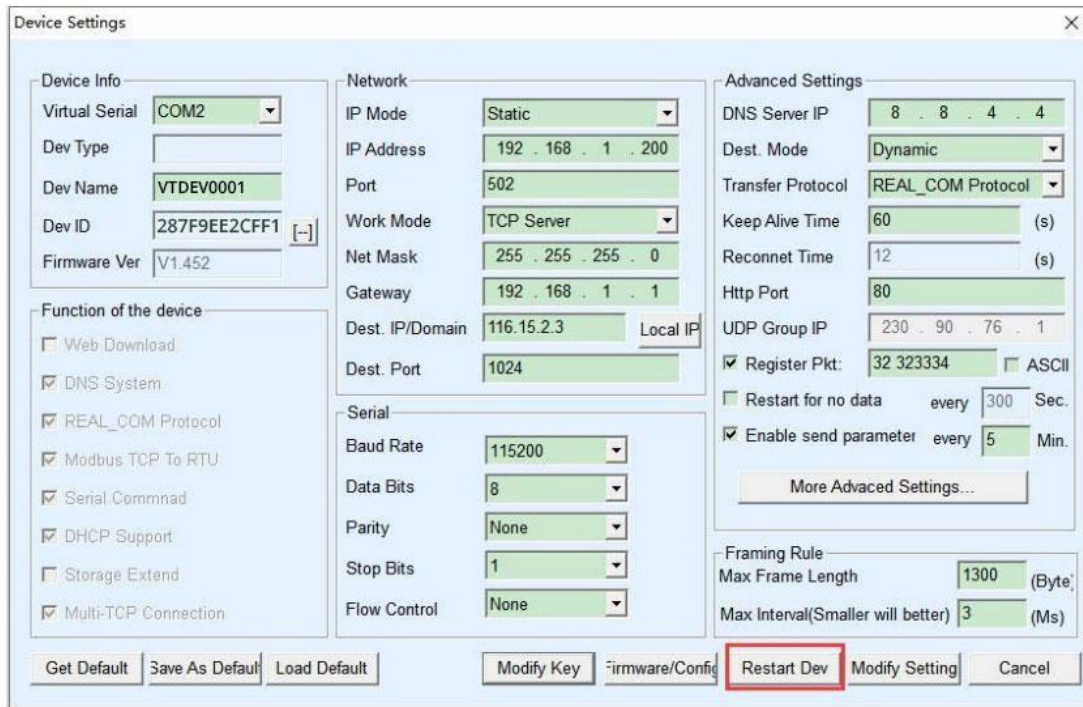 Device Settings
Device Info
Virtual Serial COM2
Dev Type
Dev Name VTDEV0001
Dev ID 287F9EE2CFF1 [--]
Firmware Ver V1.452
Function of the device
Web Download
DNS System
REAL_COM Protocol
Modbus TCP To RTU
Serial Commnad
DHCP Support
Storage Extend
Multi-TCP Connection
Network
IP Mode Static
IP Address 192 . 168 . 1 . 200
Port 502
Work Mode TCP Server
Net Mask 255 . 255 . 255 . 0
Gateway 192 . 168 . 1 . 1
Dest. IP/Domain 116.15.2.3 Local IP
Dest. Port 1024
Serial
Baud Rate 115200
Data Bits 8
Parity None
Stop Bits 1
Flow Control None
Advanced Settings
DNS Server IP 8 . 8 . 4 . 4
Dest. Mode Dynamic
Transfer Protocol REAL_COM Protocol
Keep Alive Time 60 (s)
Reconnet Time 12 (s)
Http Port 80
UDP Group IP 230 . 90 . 76 . 1
Register Pkt: 32 323334 ASCII
Restart for no data every 300 Sec.
Enable send parameter every 5 Min.
More Advaced Settings...
Framing Rule
Max Frame Length 1300 (Byte)
Max Interval(Smaller will better) 3 (Ms)
Get Default Save As Default Load Default Modify Key Firmware/Config Restart Dev Modify Setting Cancel